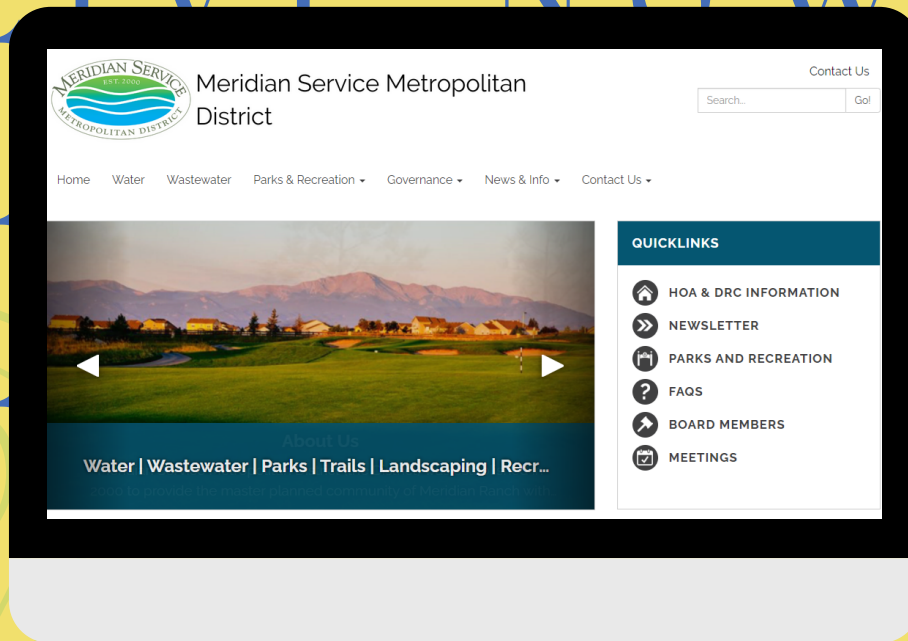 MERIDIAN SERVICE
EST. 2000
METROPOLITAN DISTRICT
Meridian Service Metropolitan
District
Contact Us
Search...
Go!
Home
Water
Wastewater
Parks & Recreation
Governance
News & Info
Contact Us
QUICKLINKS
HOA & DRC INFORMATION
NEWSLETTER
PARKS AND RECREATION
FAQS
BOARD MEMBERS
MEETINGS
About Us
Water | Wastewater | Parks | Trails | Landscaping | Recr...
2000 to provide the master planned community of Meridian Ranch with